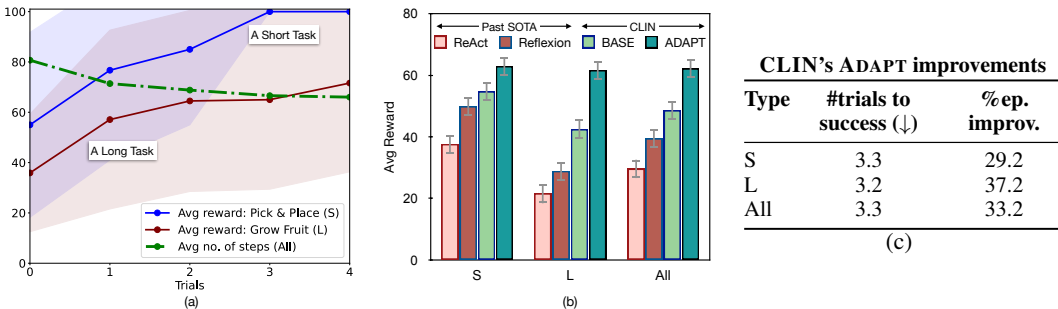 100
80
60
40
20
0
A Short Task
A Long Task
Avg reward: Pick & Place (S)
Avg reward: Grow Fruit (L)
Avg no. of steps (All)
0 1 2 3 4
Trials
(a)
Avg Reward
80
60
40
20
0
Past SOTA CLIN
ReAct Reflexion BASE ADAPT
S L All
(b)
CLIN's ADAPT improvements
Type #trials to %ep.
success (↓) improv.
S 3.3 29.2
L 3.2 37.2
All 3.3 33.2
(c)